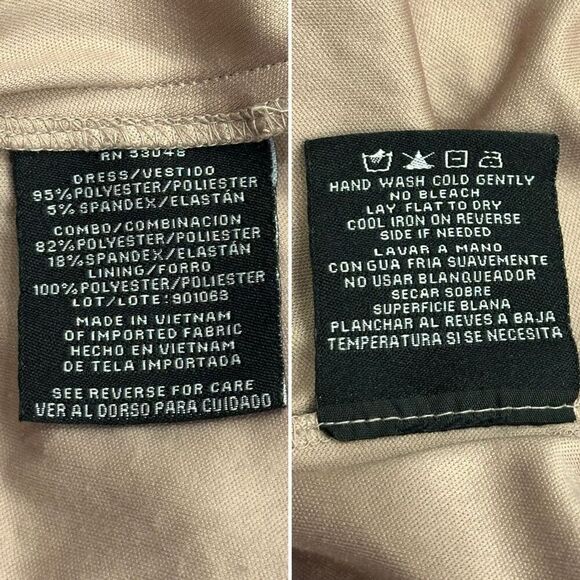 RN 53048
DRESS/VESTIDO
95% POLYESTER/POLIESTER
5% SPANDEX/ELASTÁN
COMBO/COMBINACION
82% POLYESTER/POLIESTER
18% SPANDEX/ELASTÁN
LINING/FORRO
100% POLYESTER/POLIESTER
LOT/LOTE: 901063
MADE IN VIETNAM
OF IMPORTED FABRIC
HECHO EN VIETNAM
DE TELA IMPORTADA
SEE REVERSE FOR CARE
VER AL DORSO PARA CUIDADO
HAND WASH COLD GENTLY
NO BLEACH
LAY FLAT TO DRY
COOL IRON ON REVERSE
SIDE IF NEEDED
LAVAR A MANO
CON GUA FRIA SUAVEMENTE
NO USAR BLANQUEADOR
SECAR SOBRE
SUPERFICIE BLANA
PLANCHAR AL REVES A BAJA
TEMPERATURA SI SE NECESITA